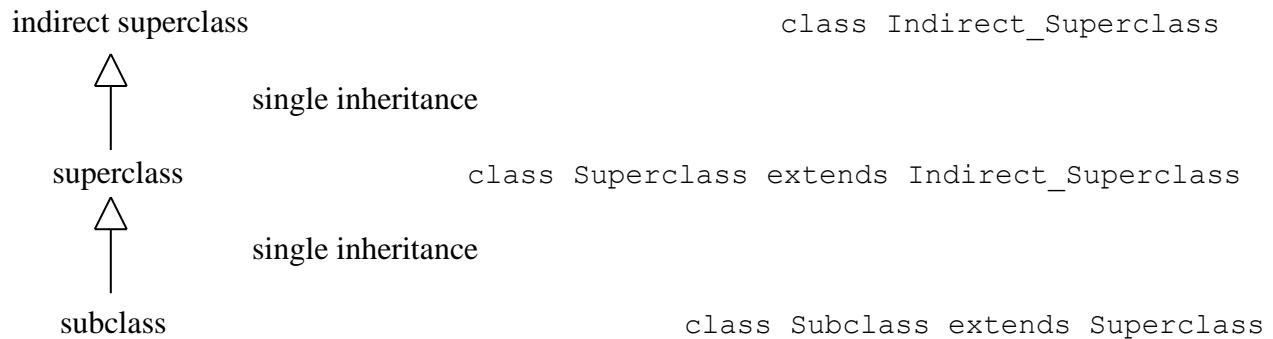 indirect superclass class Indirect_Superclass
single inheritance
superclass class Superclass extends Indirect_Superclass
single inheritance
subclass class Subclass extends Superclass